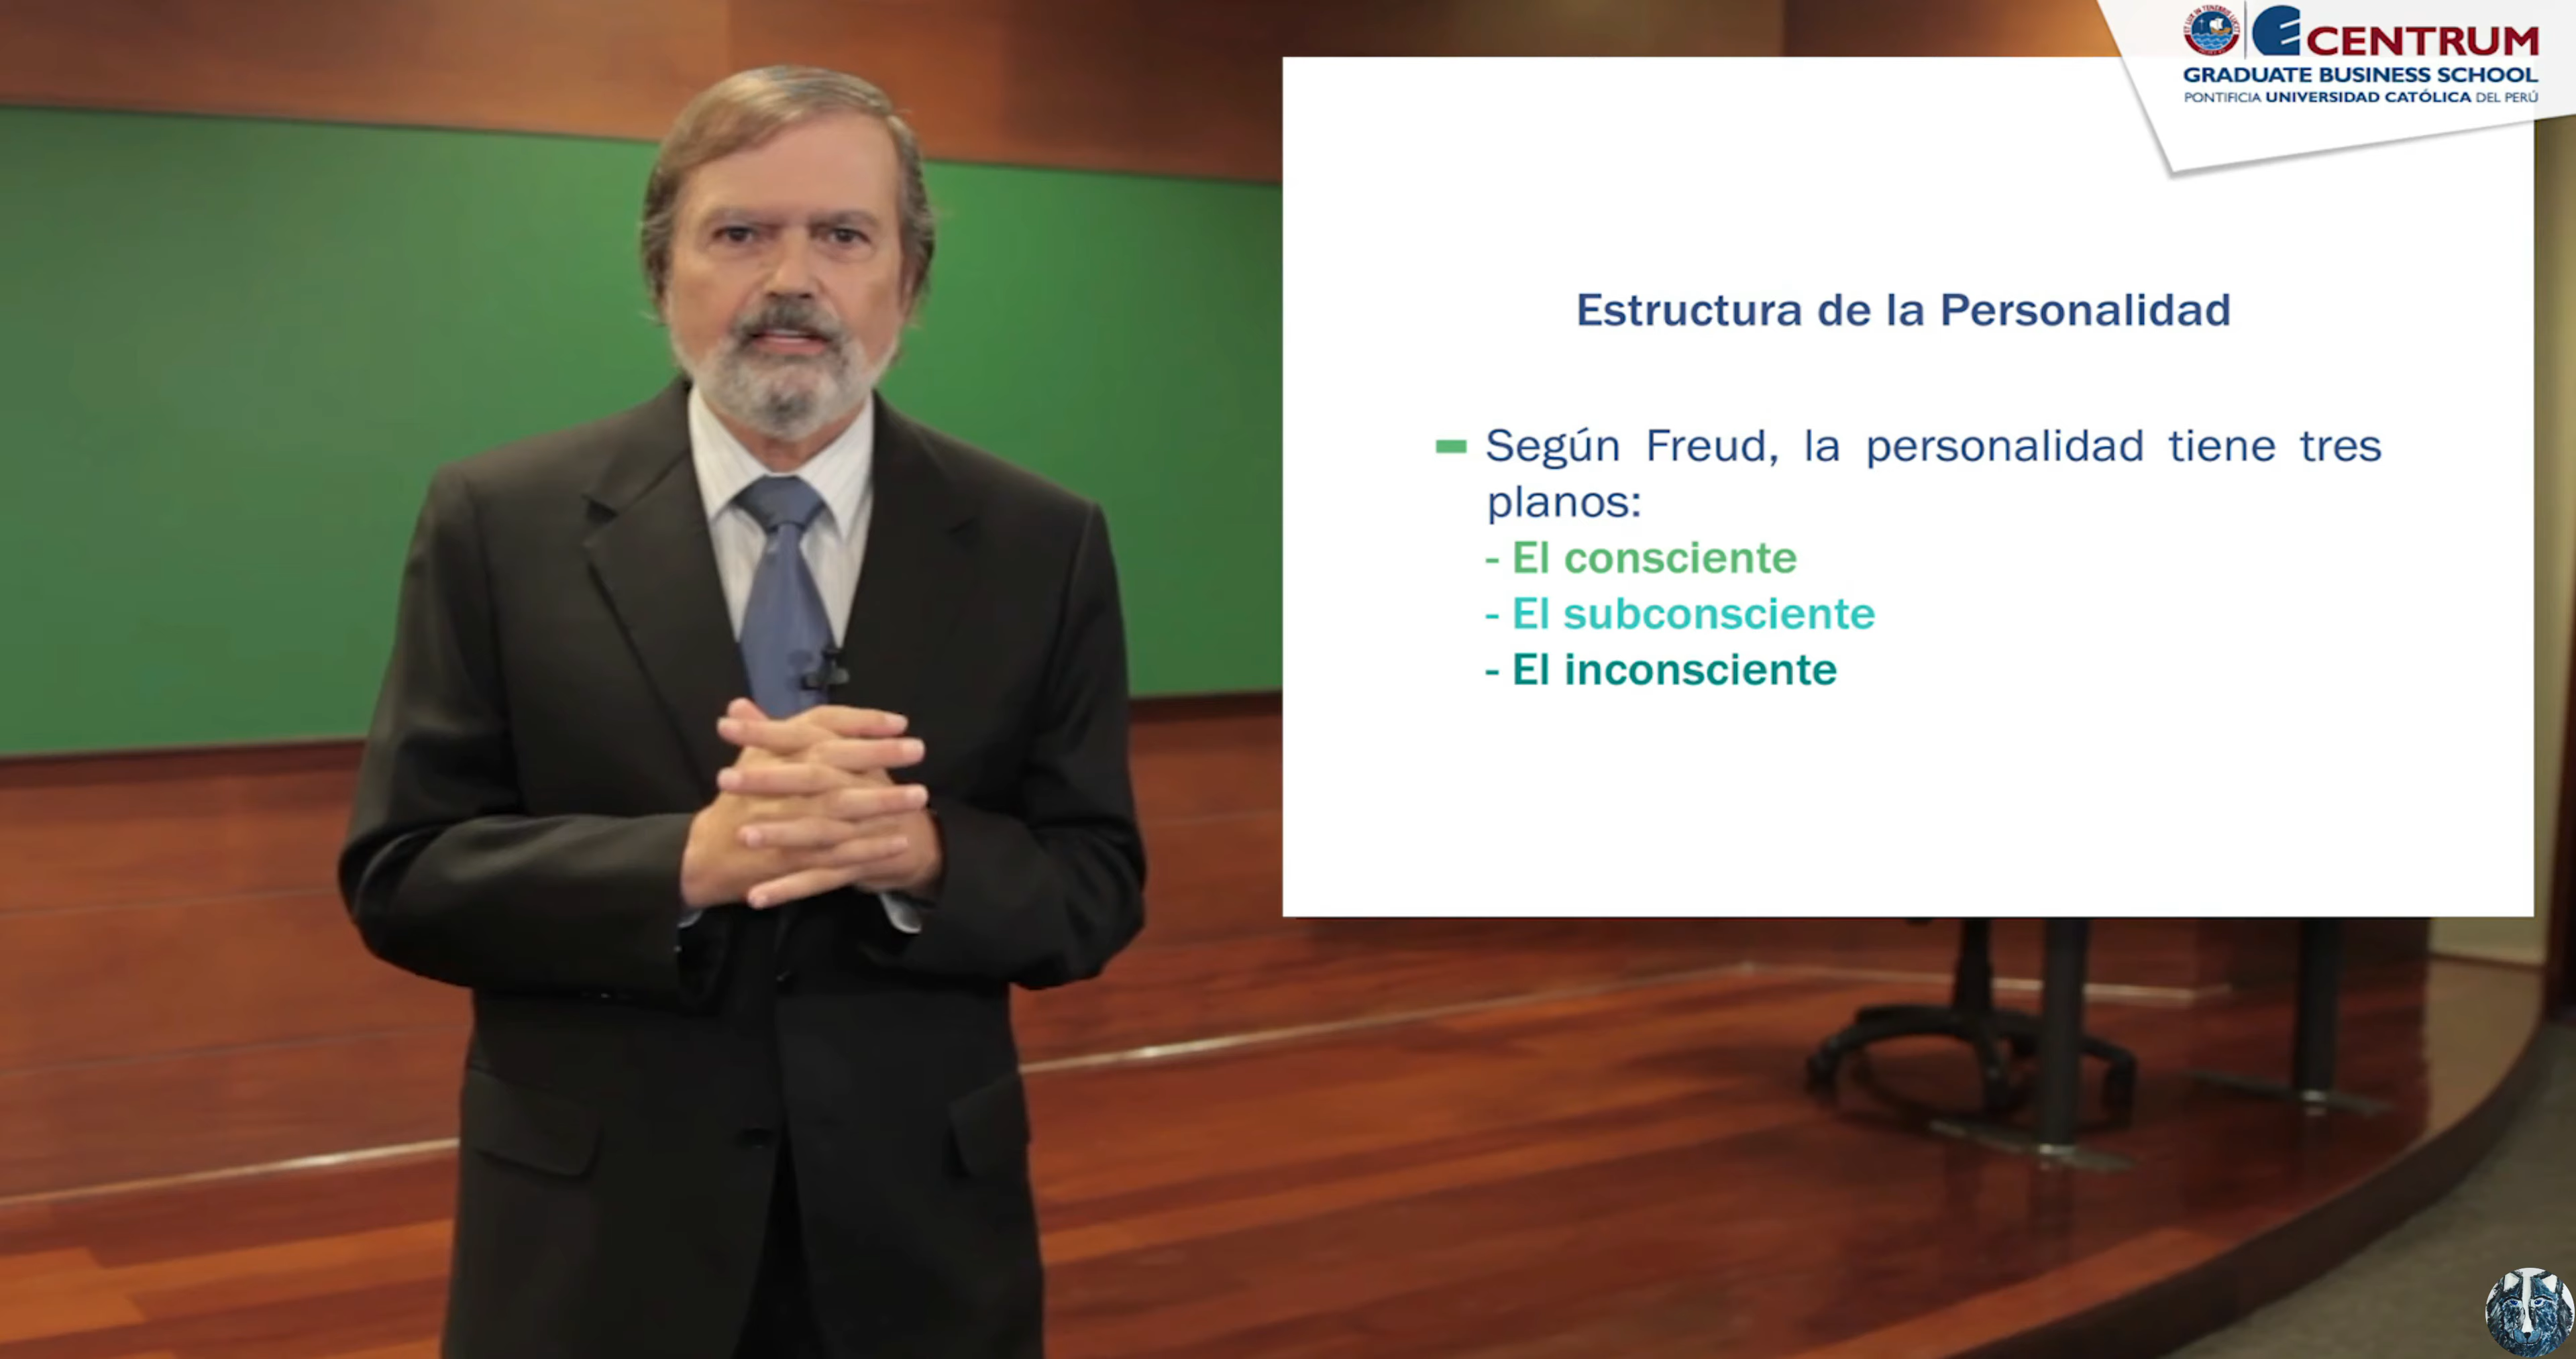 CENTRUM
GRADUATE BUSINESS SCHOOL
PONTIFICIA UNIVERSIDAD CATÓLICA DEL PERÚ
Estructura de la Personalidad
Según Freud, la personalidad tiene tres
planos:
- El consciente
- El subconsciente
- El inconsciente